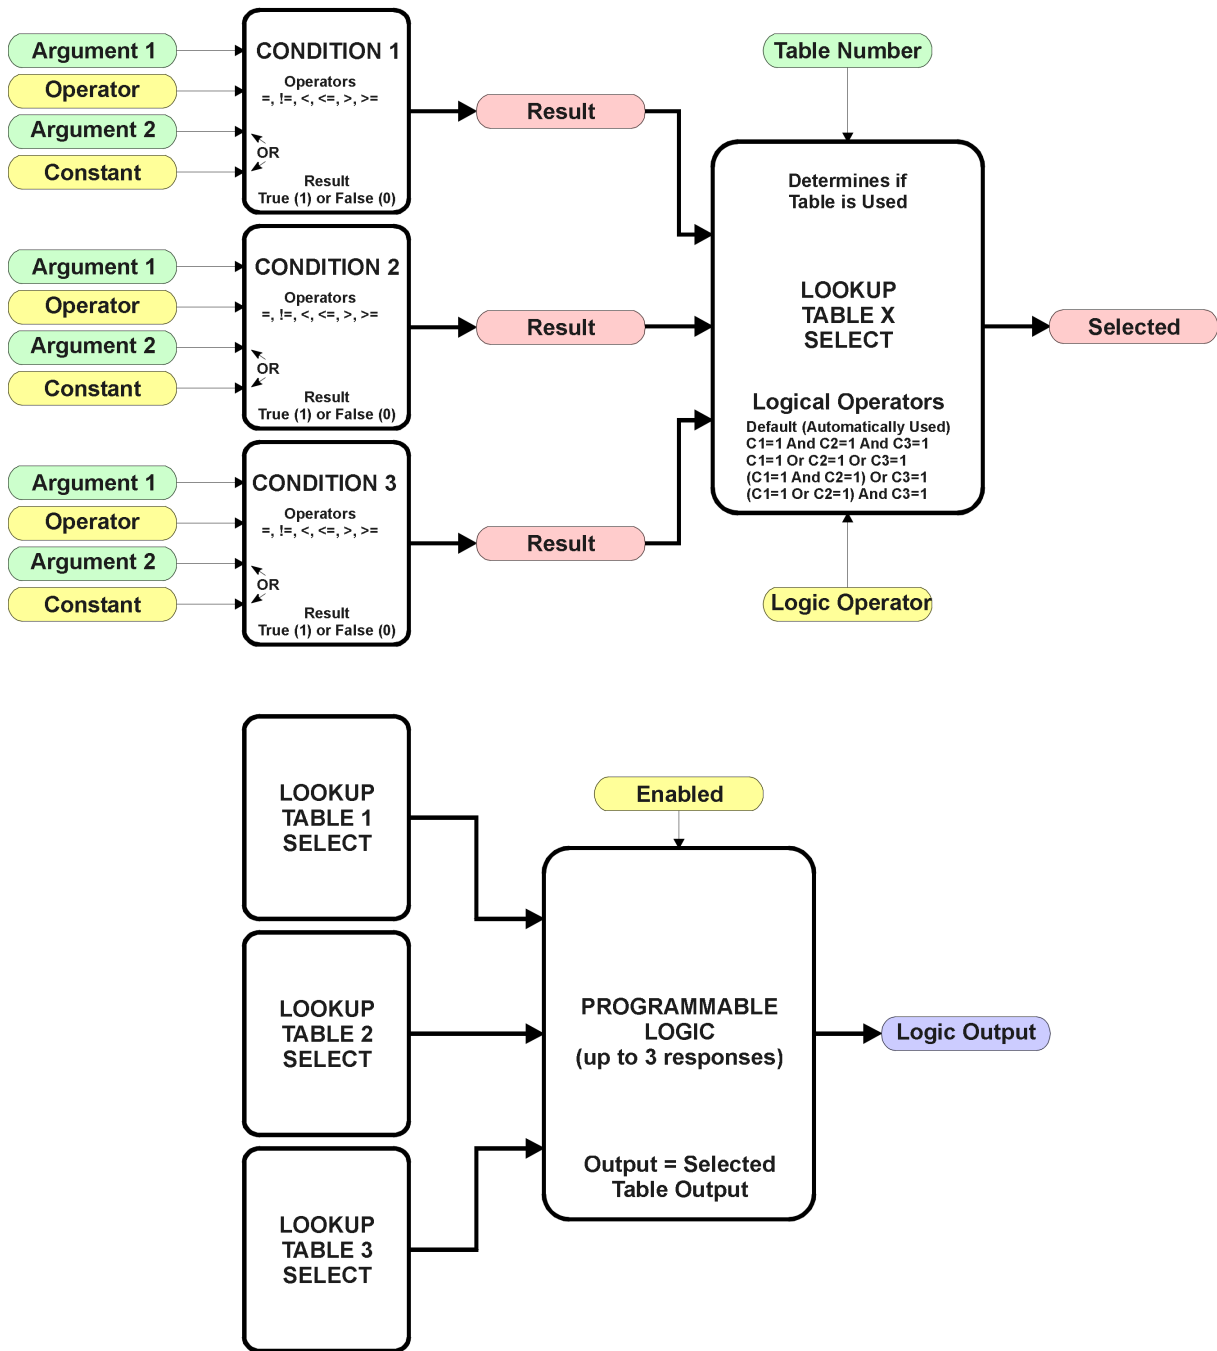 Argument 1
Operator
Argument 2
Constant
CONDITION 1
Operators
=, !=, <, <=, >, >=
OR
Result
True (1) or False (0)
Result
Argument 1
Operator
Argument 2
Constant
CONDITION 2
Operators
=, !=, <, <=, >, >=
OR
Result
True (1) or False (0)
Result
Argument 1
Operator
Argument 2
Constant
CONDITION 3
Operators
=, !=, <, <=, >, >=
OR
Result
True (1) or False (0)
Result
Table Number
Determines if
Table is Used
LOOKUP
TABLE X
SELECT
Logical Operators
Default (Automatically Used)
C1=1 And C2=1 And C3=1
C1=1 Or C2=1 Or C3=1
(C1=1 And C2=1) Or C3=1
(C1=1 Or C2=1) And C3=1
Logic Operator
Selected
LOOKUP
TABLE 1
SELECT
LOOKUP
TABLE 2
SELECT
LOOKUP
TABLE 3
SELECT
Enabled
PROGRAMMABLE
LOGIC
(up to 3 responses)
Output = Selected
Table Output
Logic Output